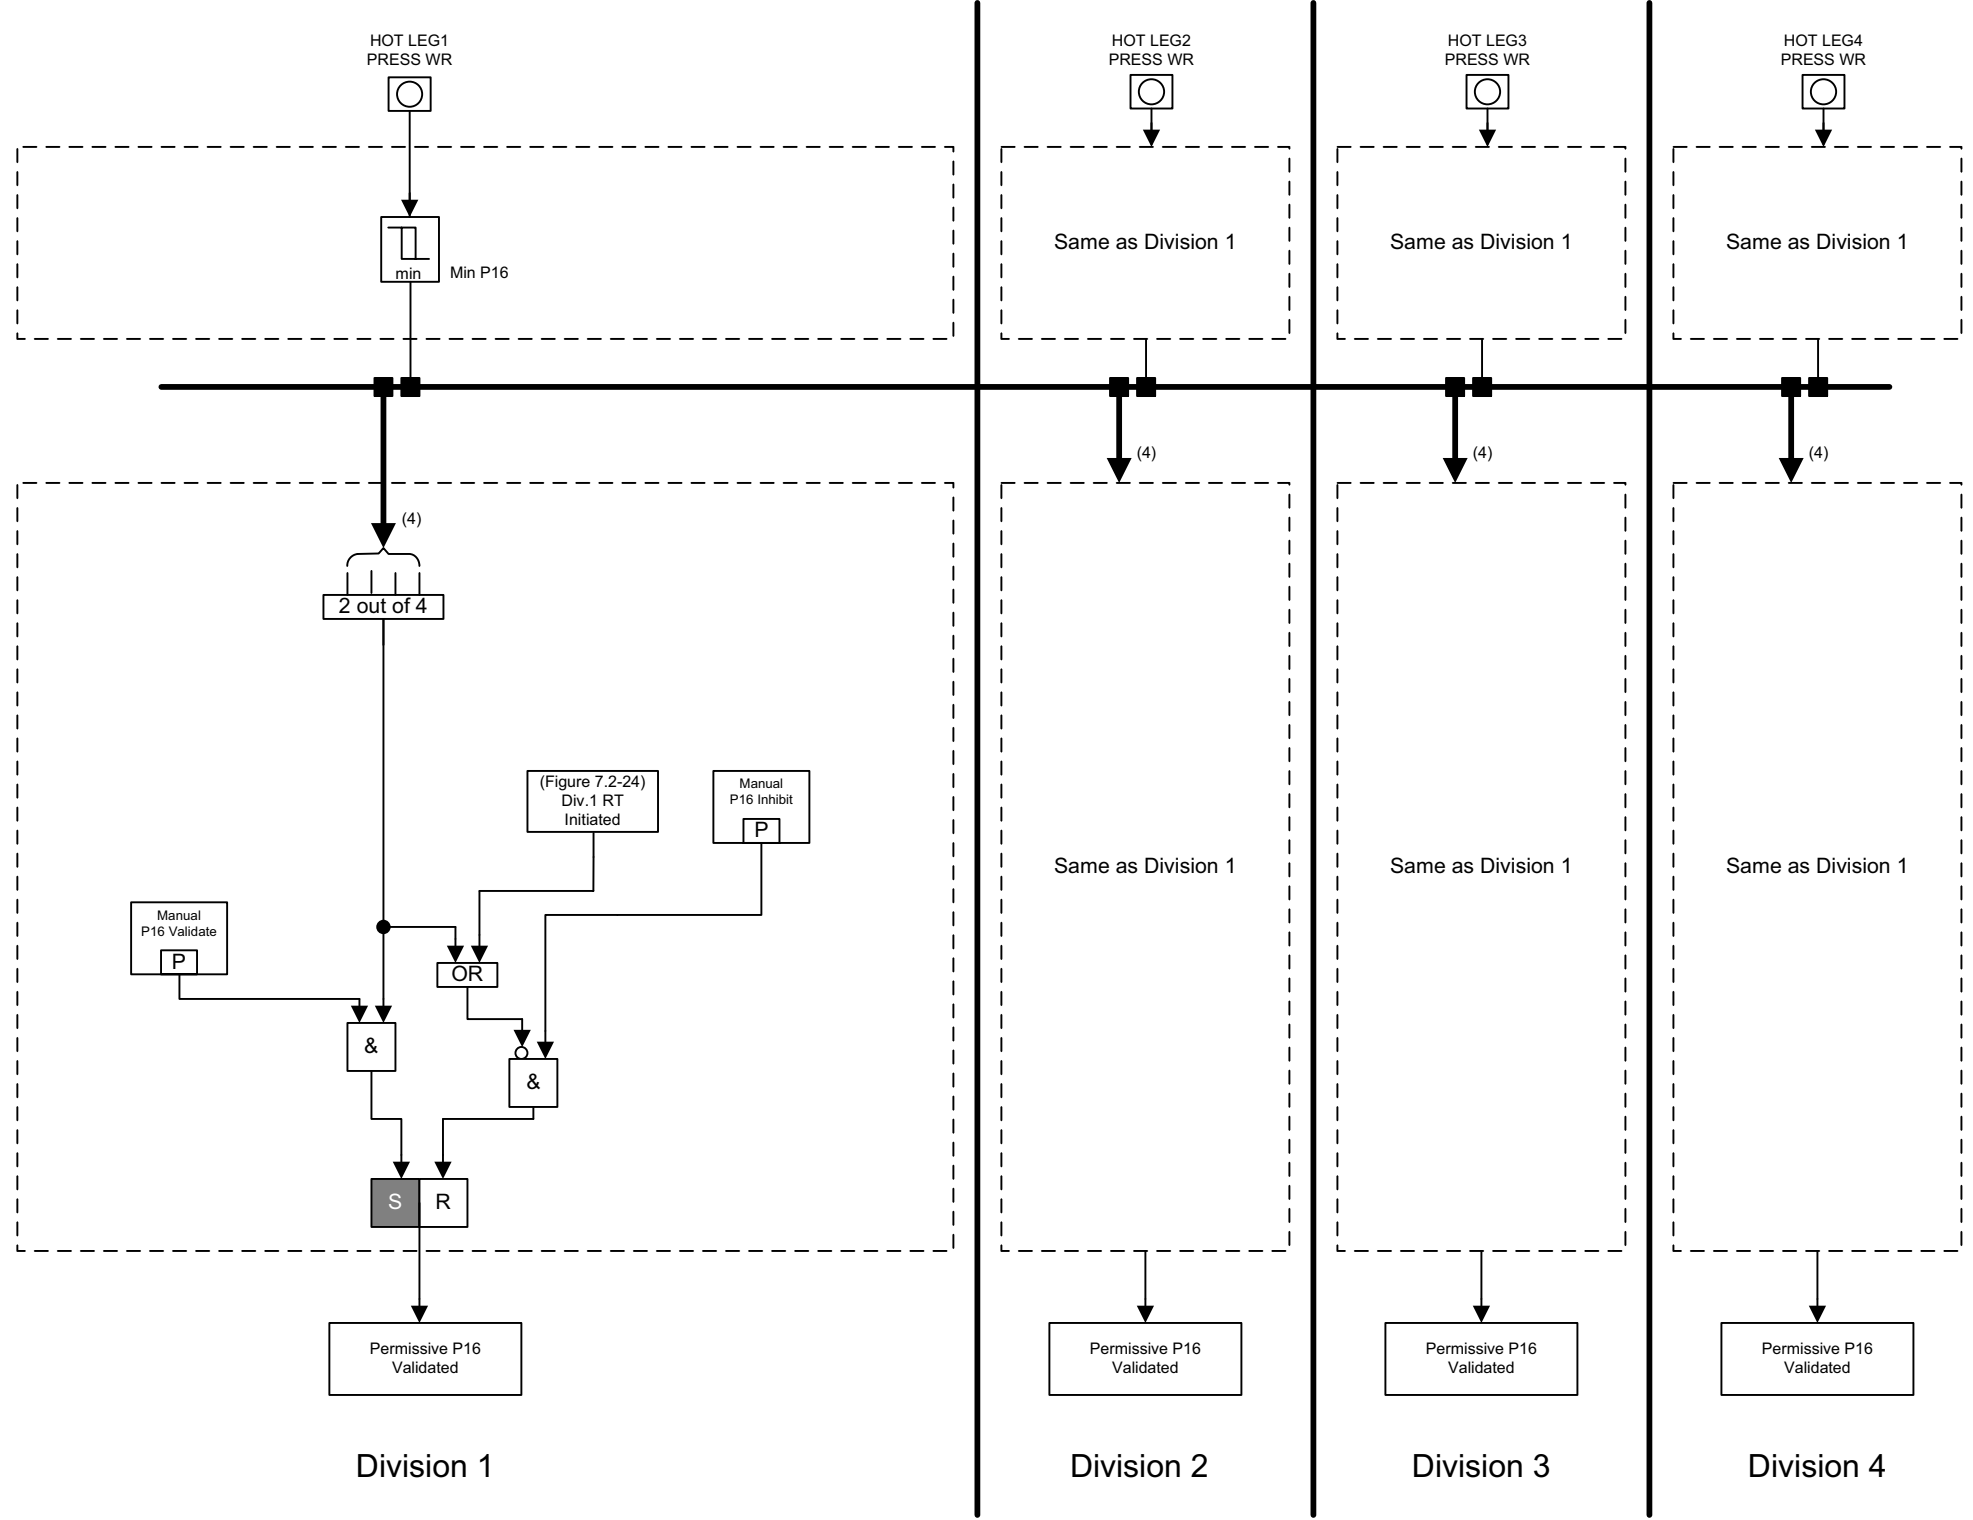 HOT LEG1
PRESS WR
HOT LEG2
PRESS WR
HOT LEG3
PRESS WR
HOT LEG4
PRESS WR
min
Min P16
Same as Division 1
Same as Division 1
Same as Division 1
(4)
(4)
(4)
(4)
2 out of 4
(Figure 7.2-24)
Div.1 RT
Initiated
Manual
P16 Inhibit
P
Same as Division 1
Same as Division 1
Same as Division 1
Manual
P16 Validate
P
OR
&
&
S
R
Permissive P16
Validated
Permissive P16
Validated
Permissive P16
Validated
Permissive P16
Validated
Division 1
Division 2
Division 3
Division 4